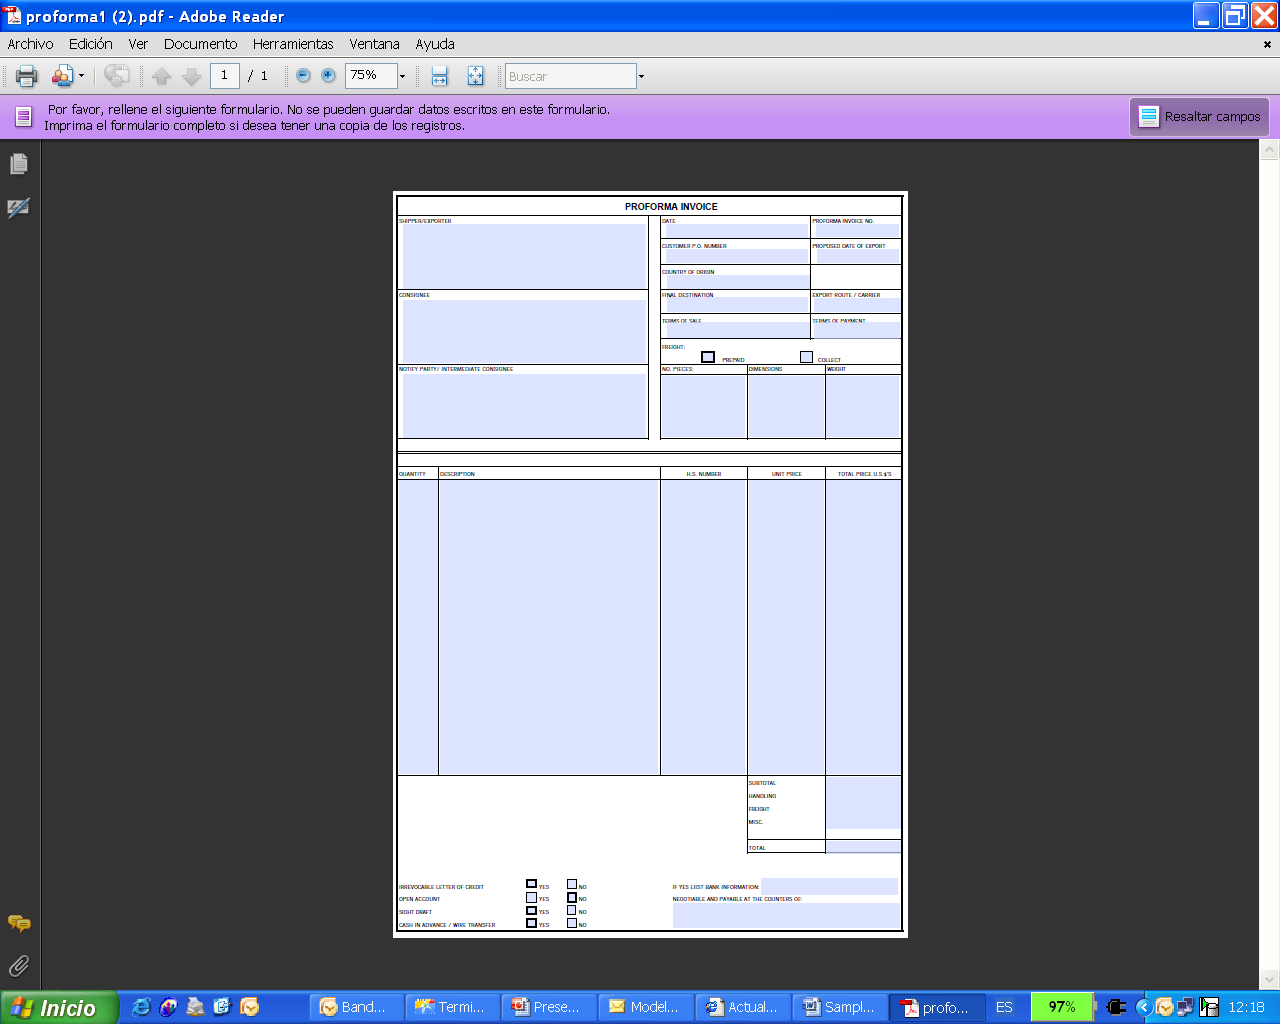 proforma1 (2).pdf - Adobe Reader
Archivo Edición Ver Documento Herramientas Ventana Ayuda
1 / 1 75% Buscar
Por favor, rellene el siguiente formulario. No se pueden guardar datos escritos en este formulario.
Imprima el formulario completo si desea tener una copia de los registros.
Resaltar campos
PROFORMA INVOICE
SHIPPER/EXPORTER DATE PROFORMA INVOICE NO.
CUSTOMER P.O. NUMBER PROPOSED DATE OF EXPORT
COUNTRY OF ORIGIN
CONSIGNEE FINAL DESTINATION EXPORT ROUTE / CARRIER
TERMS OF SALE TERMS OF PAYMENT
FREIGHT:
PREPAID COLLECT
NOTIFY PARTY/ INTERMEDIATE CONSIGNEE NO. PIECES: DIMENSIONS WEIGHT
QUANTITY DESCRIPTION H.S. NUMBER UNIT PRICE TOTAL PRICE U.S.$'S
SUBTOTAL
HANDLING
FREIGHT
MISC.
TOTAL
IRREVOCABLE LETTER OF CREDIT YES NO IF YES LIIST BANK INFORMATION:
OPEN ACCOUNT YES NO NEGOTIABLE AND PAYABLE AT THE COUNTERS OF:
SIGHT DRAFT YES NO
CASH IN ADVANCE / WIRE TRANSFER YES NO
Inicio Band... Termi... Prese... Model... Actual... Sampl... profo... ES 97% 12:18